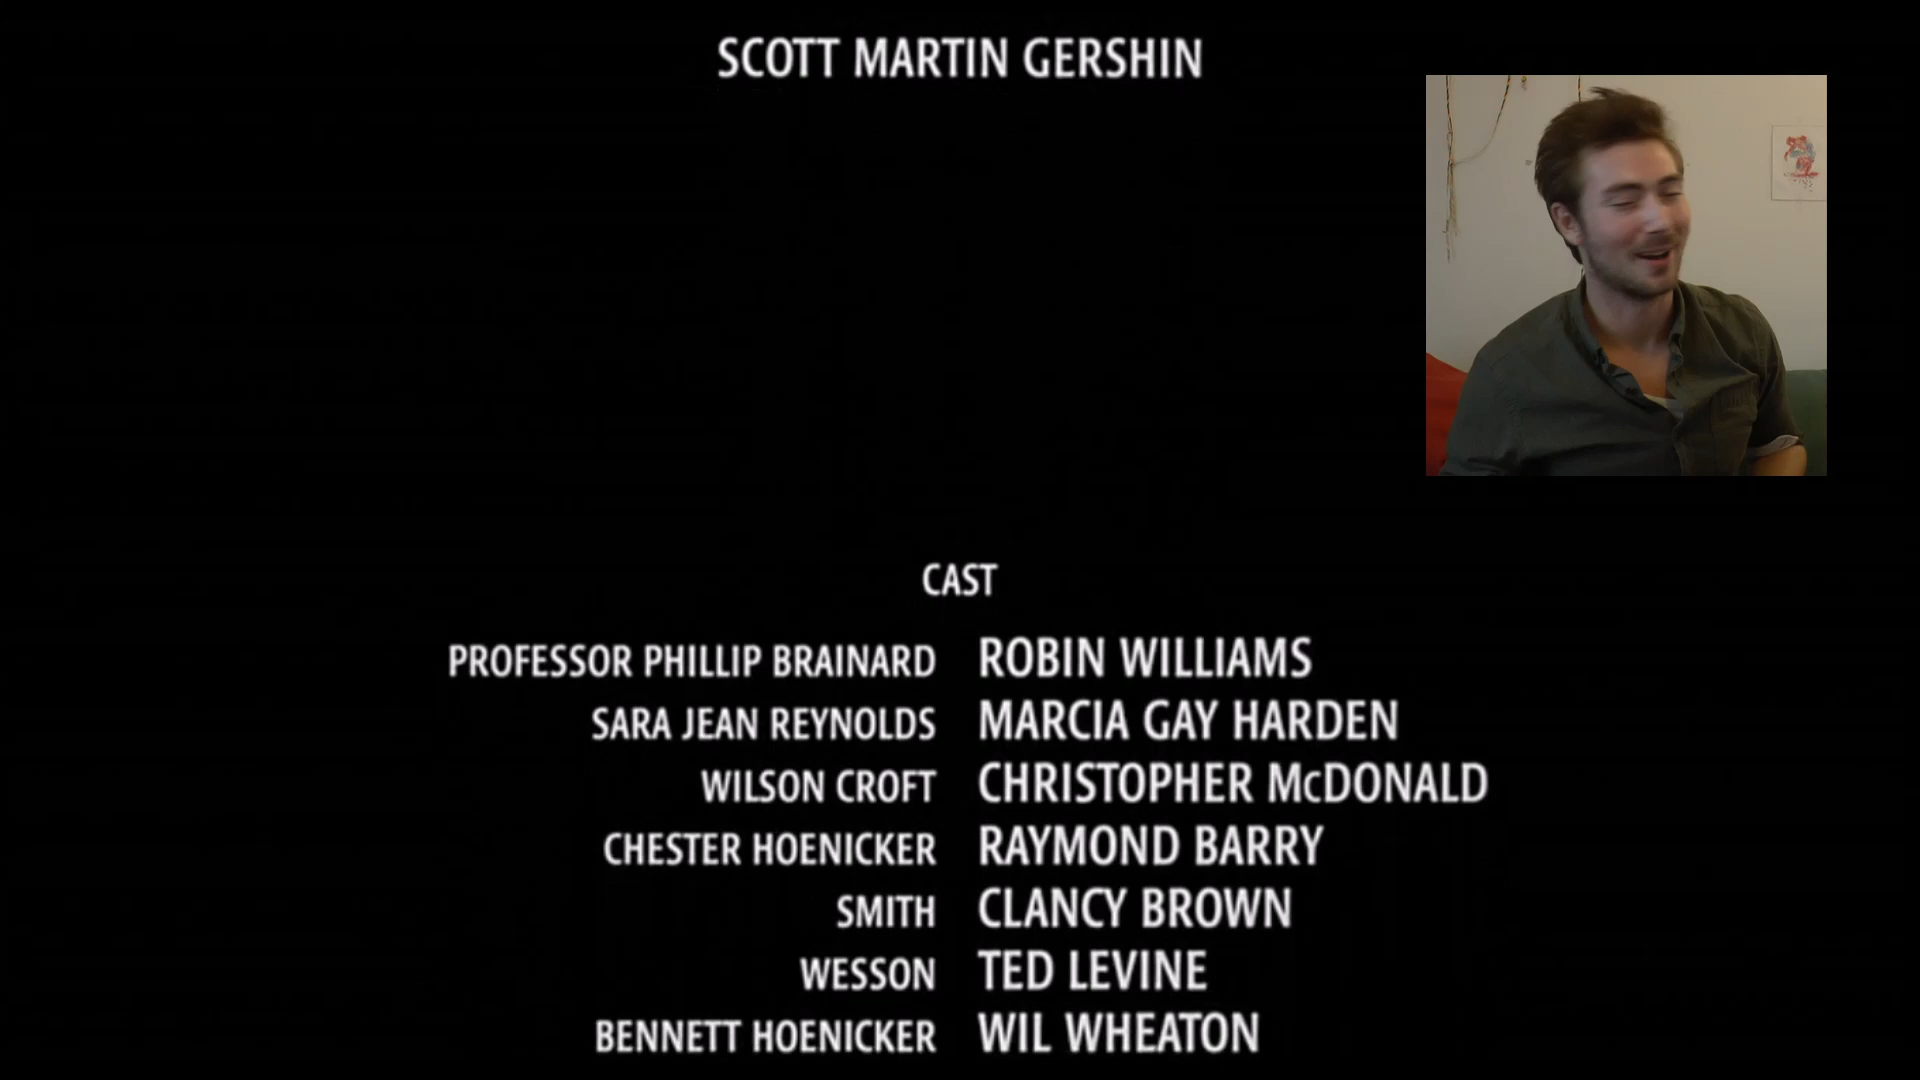 SCOTT MARTIN GERSHIN
CAST
PROFESSOR PHILLIP BRAINARD ROBIN WILLIAMS
SARA JEAN REYNOLDS MARCIA GAY HARDEN
WILSON CROFT CHRISTOPHER McDONALD
CHESTER HOENICKER RAYMOND BARRY
SMITH CLANCY BROWN
WESSON TED LEVINE
BENNETT HOENICKER WIL WHEATON